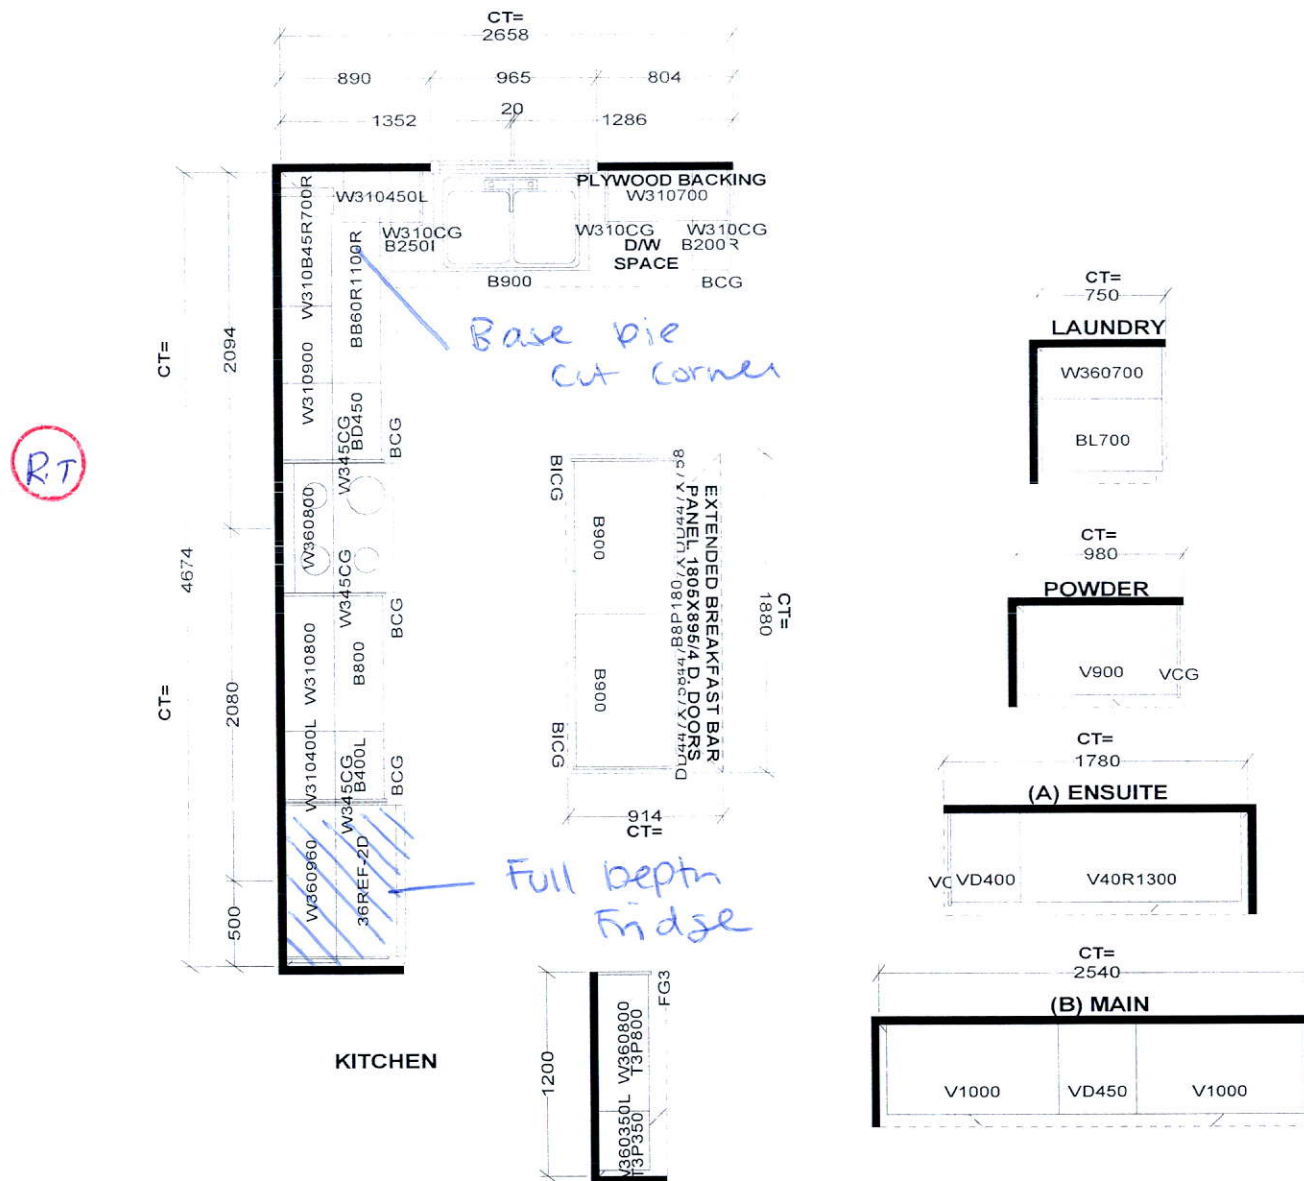 CT=
2658
890
965
804
20
1352
1286
PLYWOOD BACKING
W310450L
W310700
W310CG
W310CG
W310CG
D/W
SPACE
B200R
B900
BCG
W310B45R700R
BB60R1100R
Base pie
cut corner
CT=
2094
W310900
BD450
W345CG
BCG
R.T
4674
W360800
W345CG
BCG
CT=
2080
W310800
B800
W310400L
B400L
W345CG
BCG
500
W360960
36REF-2D
Full Depth
Fridge
BICG
B900
B900
BICG
EXTENDED BREAKFAST BAR
PANEL 1805X895/4 D. DOORS
CT=
1880
914
CT=
KITCHEN
1200
W360800
T3P800
FG3
W360350L
T3P350
CT=
750
LAUNDRY
W360700
BL700
CT=
980
POWDER
V900
VCG
CT=
1780
(A) ENSUITE
VD400
V40R1300
CT=
2540
(B) MAIN
V1000
VD450
V1000